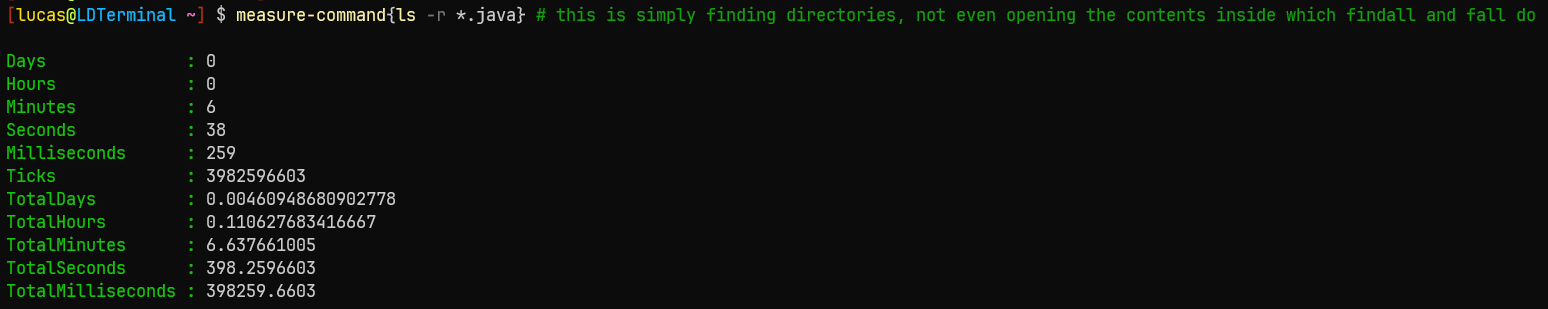 [lucas@LDTerminal ~] $ measure-command{ls -r *.java} # this is simply finding directories, not even opening the contents inside which findall and fall do
Days              : 0
Hours             : 0
Minutes           : 6
Seconds           : 38
Milliseconds      : 259
Ticks             : 3982596603
TotalDays         : 0.00460948680902778
TotalHours        : 0.110627683416667
TotalMinutes      : 6.637661005
TotalSeconds      : 398.2596603
TotalMilliseconds : 398259.6603